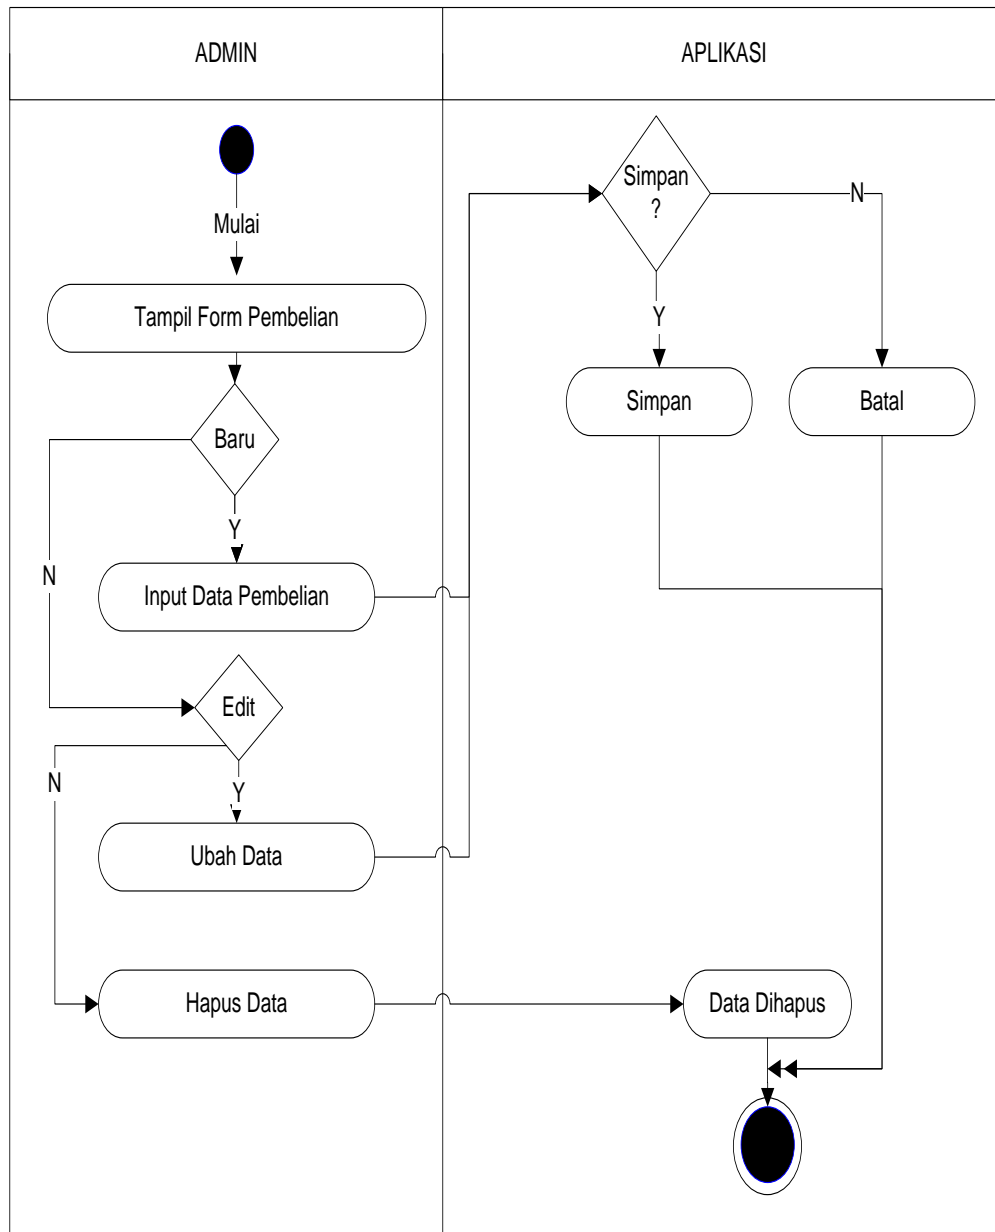 ADMIN
APLIKASI
Mulai
Tampil Form Pembelian
Baru
Y
N
Input Data Pembelian
Edit
N
Y
Ubah Data
Hapus Data
Simpan
?
N
Y
Simpan
Batal
Data Dihapus